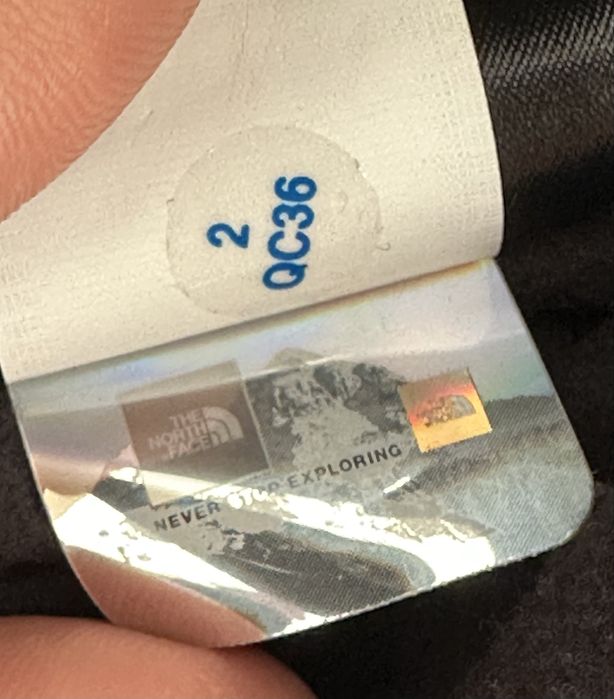 2
QC36
THE
NORTH
FACE
NEVER STOP EXPLORING